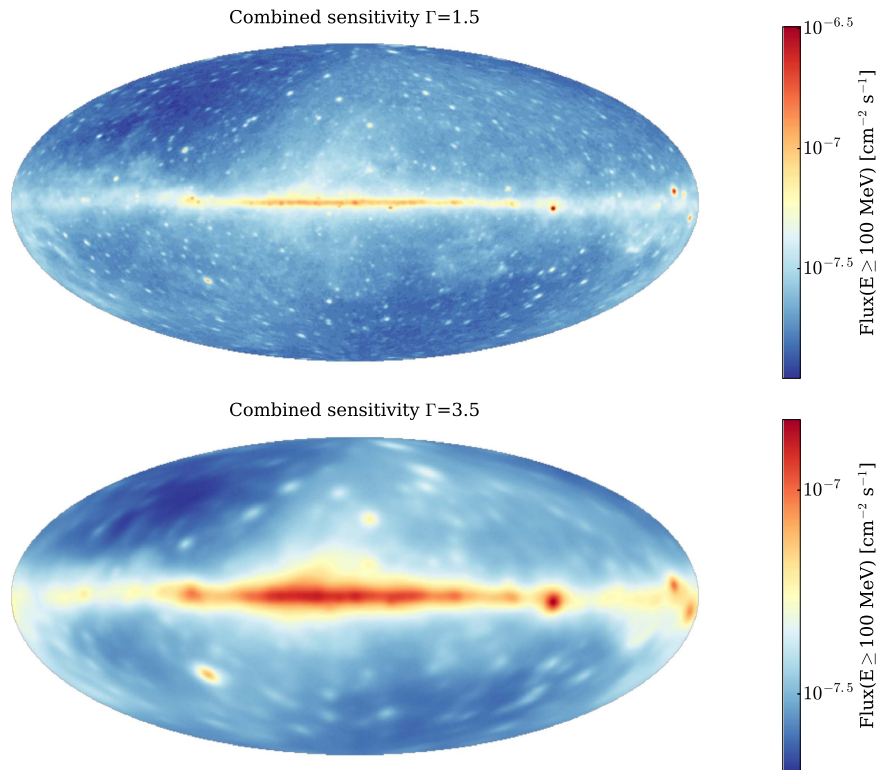 Combined sensitivity Γ=1.5
10^−6.5
10^−7
10^−7.5
Flux(E ≥ 100 MeV) [cm^−2 s^−1]
Combined sensitivity Γ=3.5
10^−7
10^−7.5
Flux(E ≥ 100 MeV) [cm^−2 s^−1]